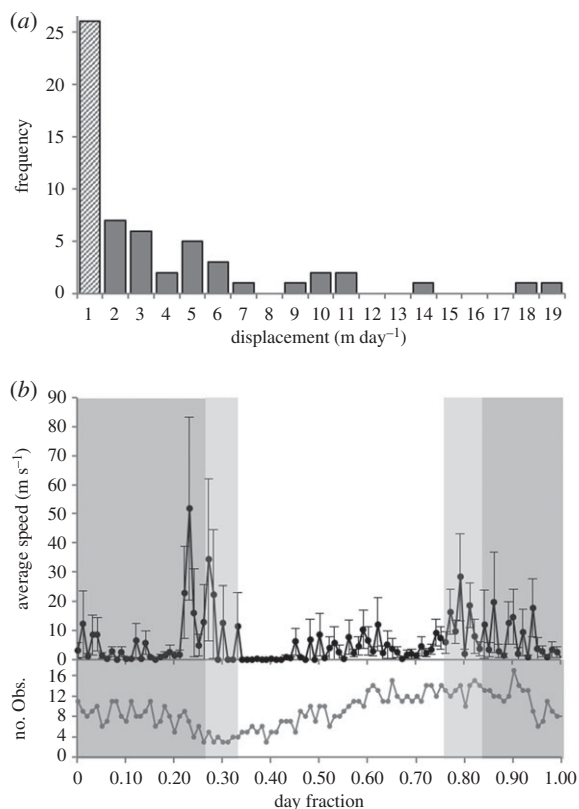 (a)
25
20
15
10
5
0
frequency
1 2 3 4 5 6 7 8 9 10 11 12 13 14 15 16 17 18 19
displacement (m day⁻¹)
(b)
90
80
70
60
50
40
30
20
10
0
average speed (m s⁻¹)
16
12
8
4
0
no. Obs.
0 0.10 0.20 0.30 0.40 0.50 0.60 0.70 0.80 0.90 1.00
day fraction